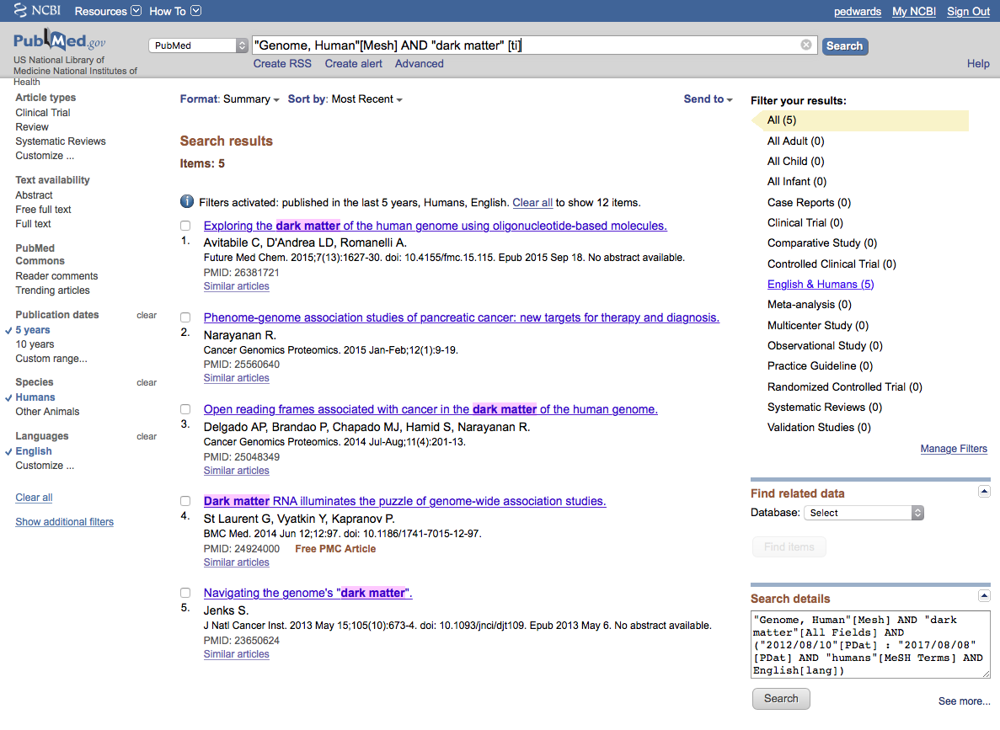 NCBI Resources How To pedwards My NCBI Sign Out
PubMed.gov
US National Library of
Medicine National Institutes of
Health
PubMed
"Genome, Human"[Mesh] AND "dark matter" [ti]
Search
Create RSS Create alert Advanced
Help
Article types
Clinical Trial
Review
Systematic Reviews
Customize ...
Text availability
Abstract
Free full text
Full text
PubMed
Commons
Reader comments
Trending articles
Publication dates clear
5 years
10 years
Custom range...
Species clear
Humans
Other Animals
Languages clear
English
Customize ...
Clear all
Show additional filters
Format: Summary Sort by: Most Recent Send to
Search results
Items: 5
Filters activated: published in the last 5 years, Humans, English. Clear all to show 12 items.
Exploring the dark matter of the human genome using oligonucleotide-based molecules.
1. Avitabile C, D'Andrea LD, Romanelli A.
Future Med Chem. 2015;7(13):1627-30. doi: 10.4155/fmc.15.115. Epub 2015 Sep 18. No abstract available.
PMID: 26381721
Similar articles
Phenome-genome association studies of pancreatic cancer: new targets for therapy and diagnosis.
2. Narayanan R.
Cancer Genomics Proteomics. 2015 Jan-Feb;12(1):9-19.
PMID: 25560640
Similar articles
Open reading frames associated with cancer in the dark matter of the human genome.
3. Delgado AP, Brandao P, Chapado MJ, Hamid S, Narayanan R.
Cancer Genomics Proteomics. 2014 Jul-Aug;11(4):201-13.
PMID: 25048349
Similar articles
Dark matter RNA illuminates the puzzle of genome-wide association studies.
4. St Laurent G, Vyatkin Y, Kapranov P.
BMC Med. 2014 Jun 12;12:97. doi: 10.1186/1741-7015-12-97.
PMID: 24924000 Free PMC Article
Similar articles
Navigating the genome's "dark matter".
5. Jenks S.
J Natl Cancer Inst. 2013 May 15;105(10):673-4. doi: 10.1093/jnci/djt109. Epub 2013 May 6. No abstract available.
PMID: 23650624
Similar articles
Filter your results:
All (5)
All Adult (0)
All Child (0)
All Infant (0)
Case Reports (0)
Clinical Trial (0)
Comparative Study (0)
Controlled Clinical Trial (0)
English & Humans (5)
Meta-analysis (0)
Multicenter Study (0)
Observational Study (0)
Practice Guideline (0)
Randomized Controlled Trial (0)
Systematic Reviews (0)
Validation Studies (0)
Manage Filters
Find related data
Database: Select
Find items
Search details
"Genome, Human"[Mesh] AND "dark
matter"[All Fields] AND
("2012/08/10"[PDat] : "2017/08/08"
[PDat] AND "humans"[MeSH Terms] AND
English[lang])
Search
See more...